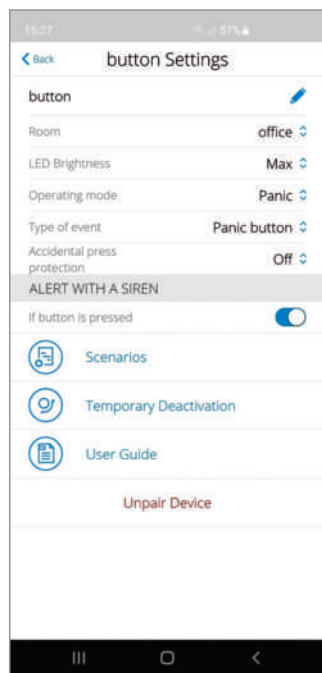 15:27 57%
Back button Settings
button
Room office
LED Brightness Max
Operating mode Panic
Type of event Panic button
Accidental press
protection Off
ALERT WITH A SIREN
If button is pressed
Scenarios
Temporary Deactivation
User Guide
Unpair Device